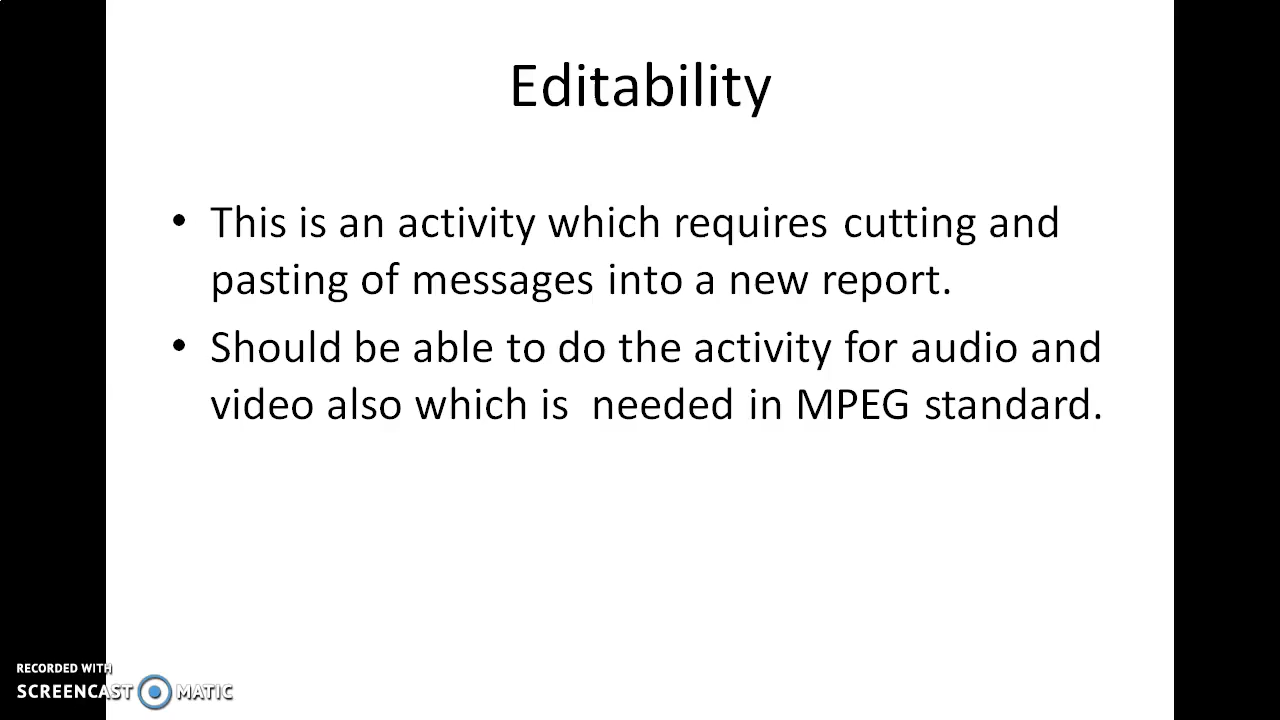 Editability
• This is an activity which requires cutting and
pasting of messages into a new report.
• Should be able to do the activity for audio and
video also which is needed in MPEG standard.
RECORDED WITH
SCREENCAST MATIC